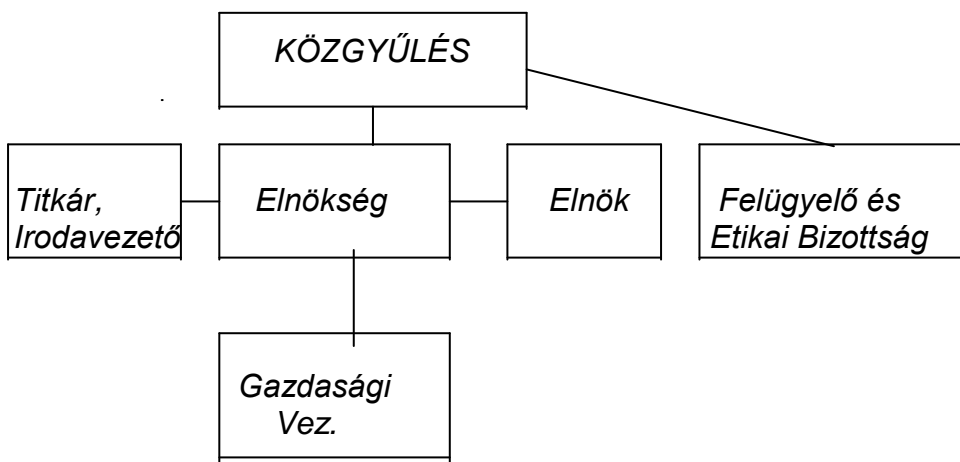 KÖZGYŰLÉS
Titkár,
Irodavezető
Elnökség
Elnök
Felügyelő és
Etikai Bizottság
Gazdasági
Vez.